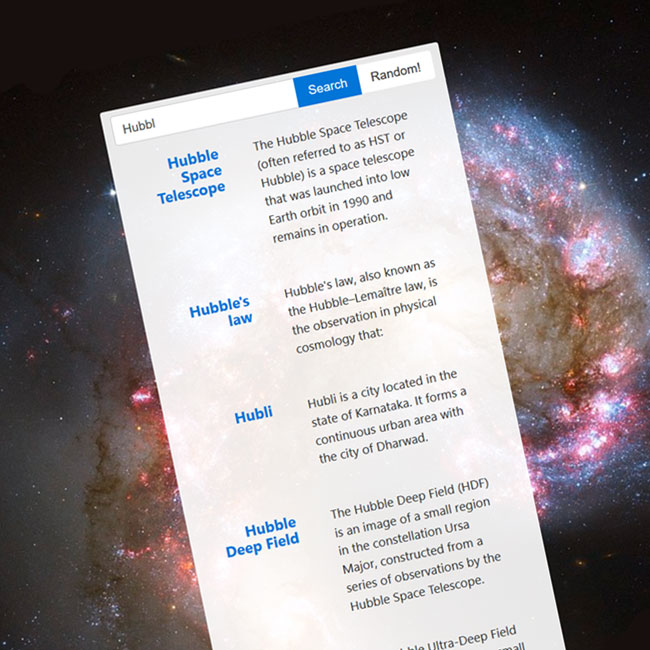 Hubbl
Search
Random!
Hubble
Space
Telescope
The Hubble Space Telescope
(often referred to as HST or
Hubble) is a space telescope
that was launched into low
Earth orbit in 1990 and
remains in operation.
Hubble's
law
Hubble's law, also known as
the Hubble–Lemaître law, is
the observation in physical
cosmology that:
Hubli
Hubli is a city located in the
state of Karnataka. It forms a
continuous urban area with
the city of Dharwad.
Hubble
Deep Field
The Hubble Deep Field (HDF)
is an image of a small region
in the constellation Ursa
Major, constructed from a
series of observations by the
Hubble Space Telescope.
Ultra-Deep Field